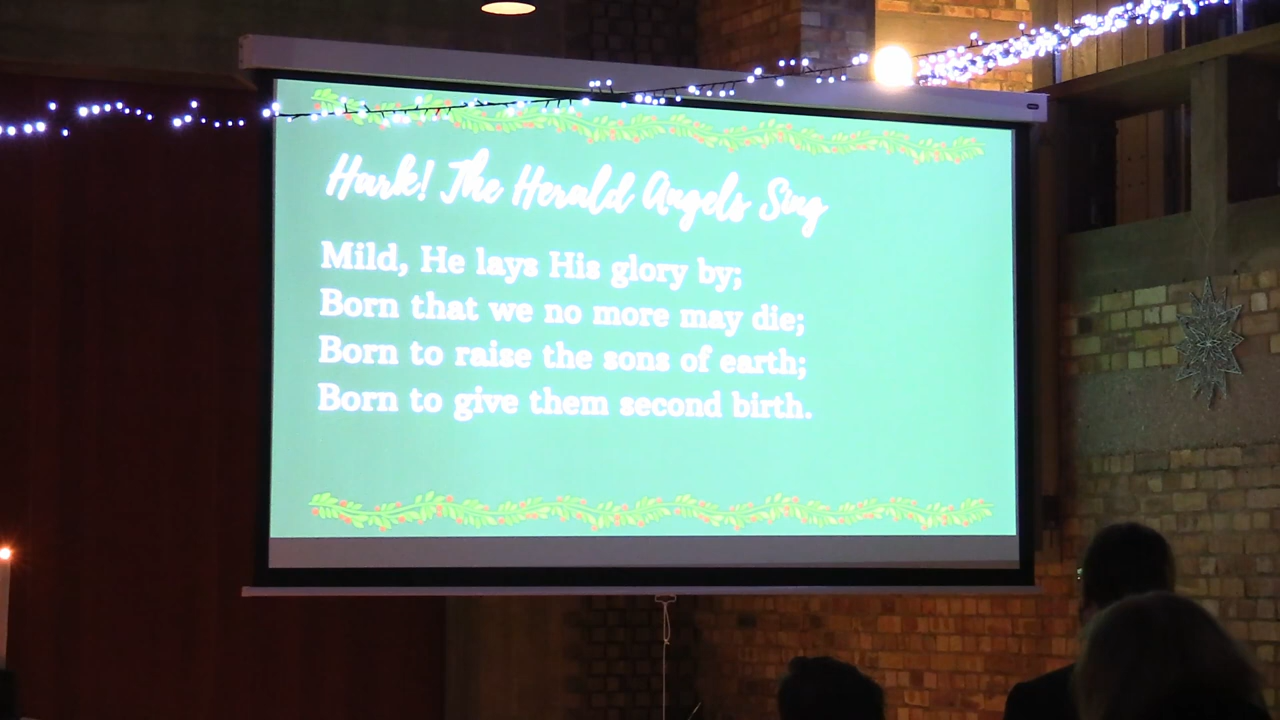 Hark! The Herald Angels Sing
Mild, He lays His glory by;
Born that we no more may die;
Born to raise the sons of earth;
Born to give them second birth.